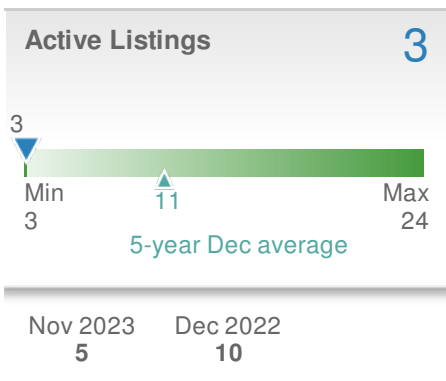 Active Listings 3
3
Min Max
3 11 24
5-year Dec average
Nov 2023 Dec 2022
5 10